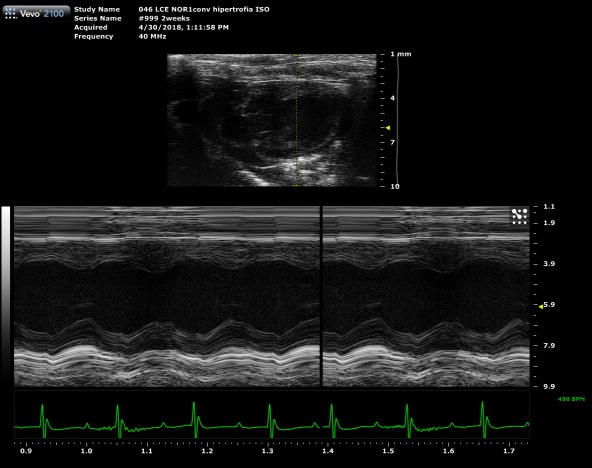 Vevo 2100
Study Name 046 LCE NOR1conv hipertrofia ISO
Series Name #999 2weeks
Acquired 4/30/2018, 1:11:58 PM
Frequency 40 MHz
1 mm
4
7
10
1.1
1.9
3.9
5.9
7.9
9.9
480 BPM
0.9 1.0 1.1 1.2 1.3 1.4 1.5 1.6 1.7